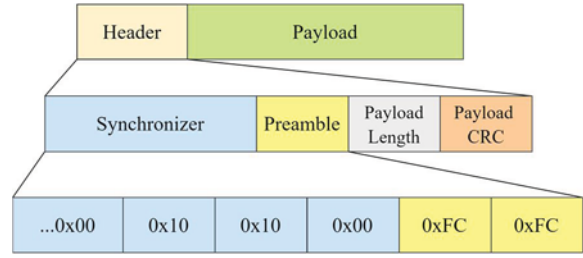 Header Payload
Synchronizer Preamble Payload Length Payload CRC
...0x00 0x10 0x10 0x00 0xFC 0xFC